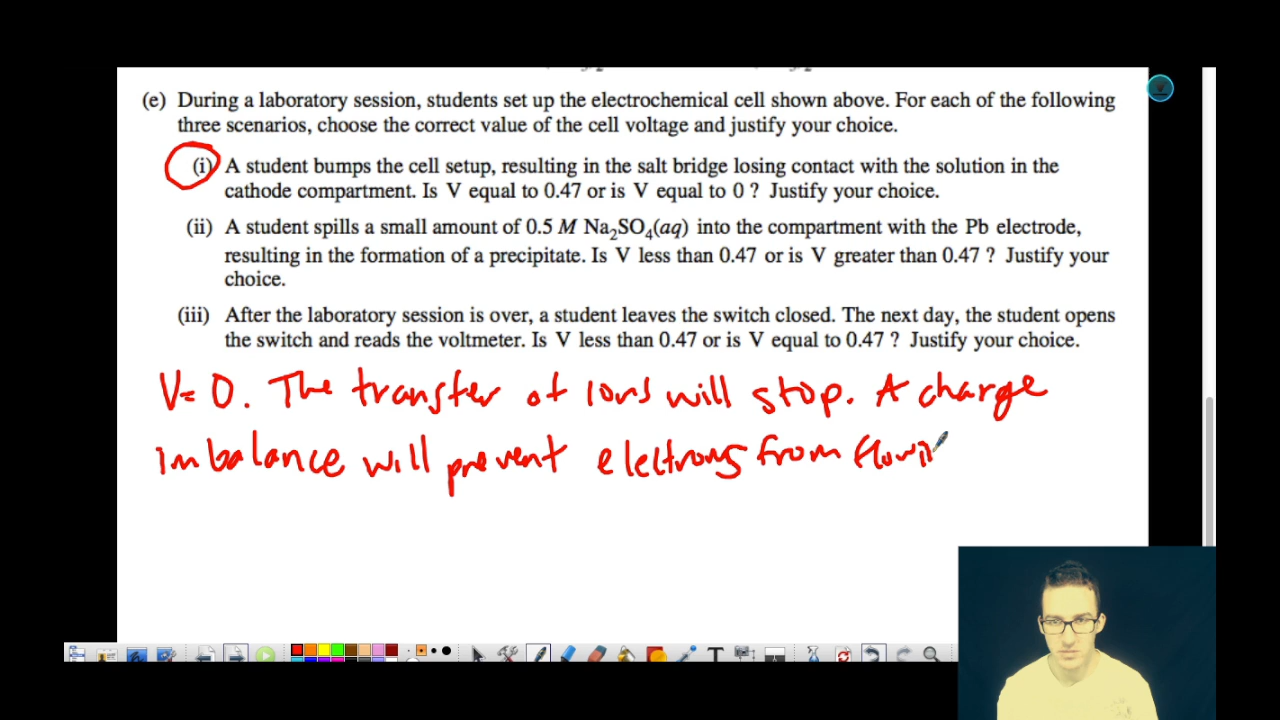 (e) During a laboratory session, students set up the electrochemical cell shown above. For each of the following
three scenarios, choose the correct value of the cell voltage and justify your choice.
(i) A student bumps the cell setup, resulting in the salt bridge losing contact with the solution in the
cathode compartment. Is V equal to 0.47 or is V equal to 0 ? Justify your choice.
(ii) A student spills a small amount of 0.5 M Na₂SO₄(aq) into the compartment with the Pb electrode,
resulting in the formation of a precipitate. Is V less than 0.47 or is V greater than 0.47 ? Justify your
choice.
(iii) After the laboratory session is over, a student leaves the switch closed. The next day, the student opens
the switch and reads the voltmeter. Is V less than 0.47 or is V equal to 0.47 ? Justify your choice.
V= 0. The transfer of ions will stop. A charge
imbalance will prevent electrons from flowin